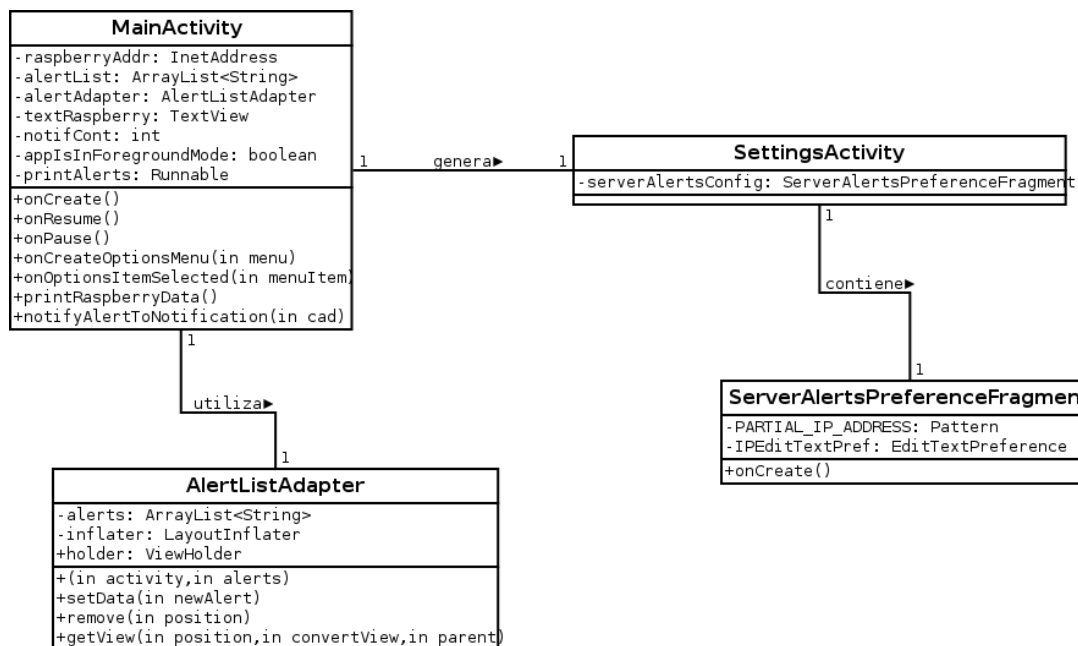 MainActivity
-raspberryAddr: InetAddress
-alertList: ArrayList<String>
-alertAdapter: AlertListAdapter
-textRaspberry: TextView
-notifCont: int
-appIsInForegroundMode: boolean
-printAlerts: Runnable
+onCreate()
+onResume()
+onPause()
+onCreateOptionsMenu(in menu)
+onOptionsItemSelected(in menuItem)
+printRaspberryData()
+notifyAlertToNotification(in cad)
1 genera► 1
SettingsActivity
-serverAlertsConfig: ServerAlertsPreferenceFragment
1
contiene►
1
ServerAlertsPreferenceFragmen
-PARTIAL_IP_ADDRESS: Pattern
-IPEditTextPref: EditTextPreference
+onCreate()
1
utiliza►
1
AlertListAdapter
-alerts: ArrayList<String>
-inflater: LayoutInflater
+holder: ViewHolder
+(in activity,in alerts)
+setData(in newAlert)
+remove(in position)
+getView(in position,in convertView,in parent)